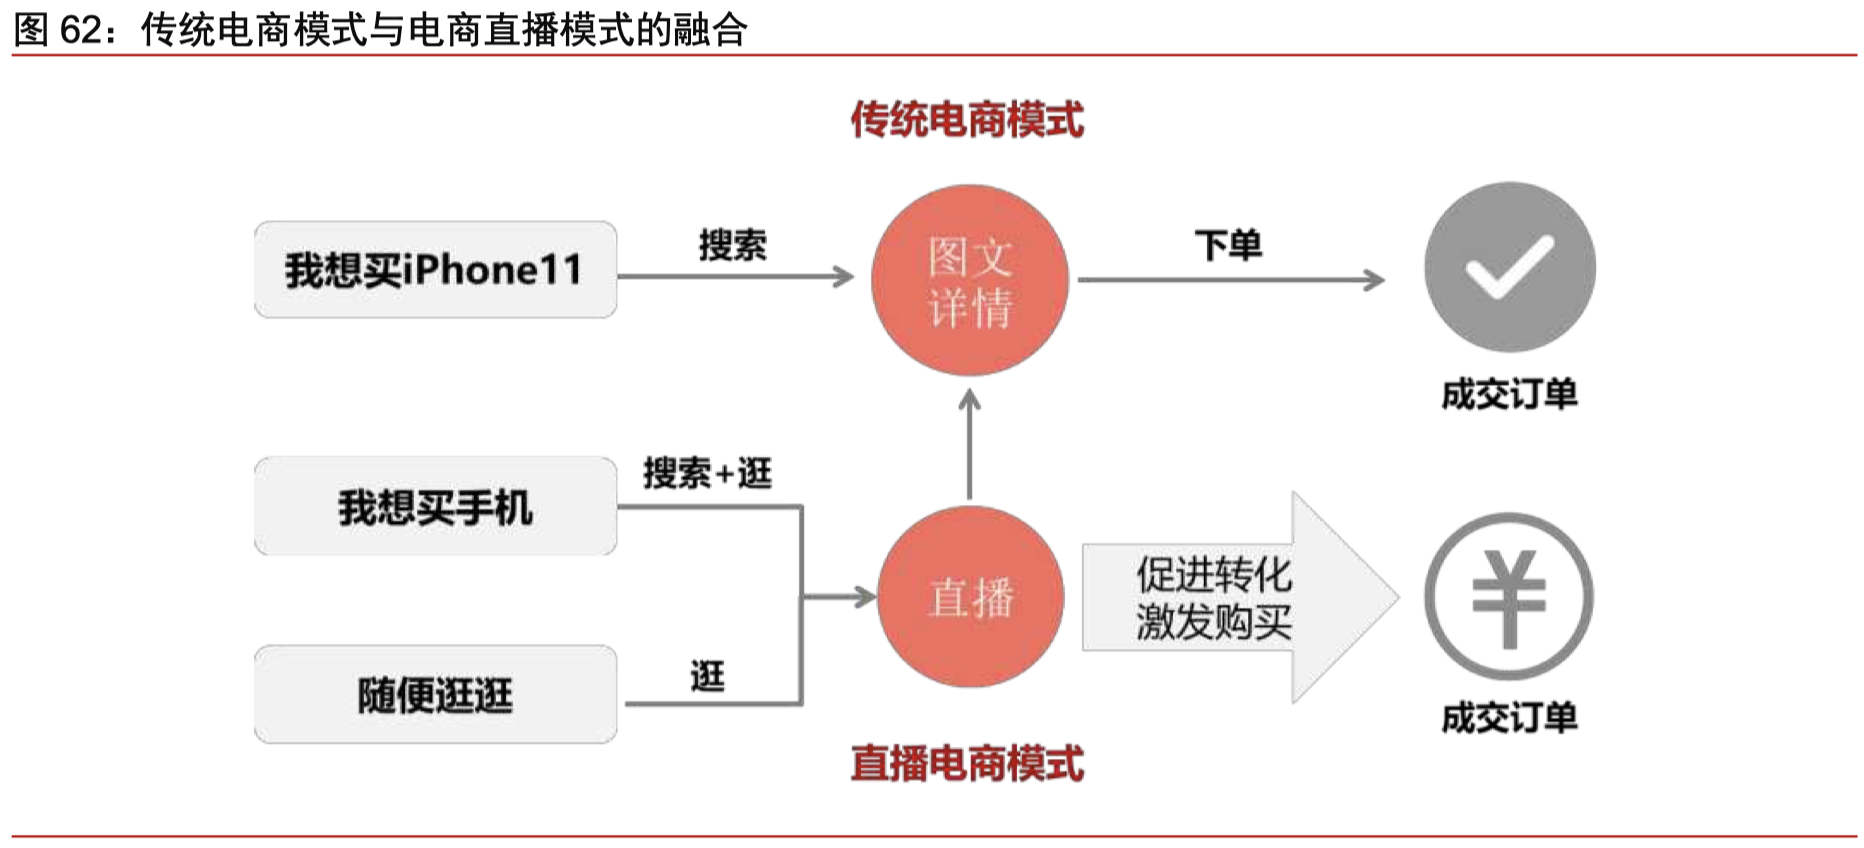 图 62：传统电商模式与电商直播模式的融合
传统电商模式
我想买iPhone11
搜索
图文
详情
下单
成交订单
我想买手机
搜索+逛
随便逛逛
逛
直播
促进转化
激发购买
¥
成交订单
直播电商模式